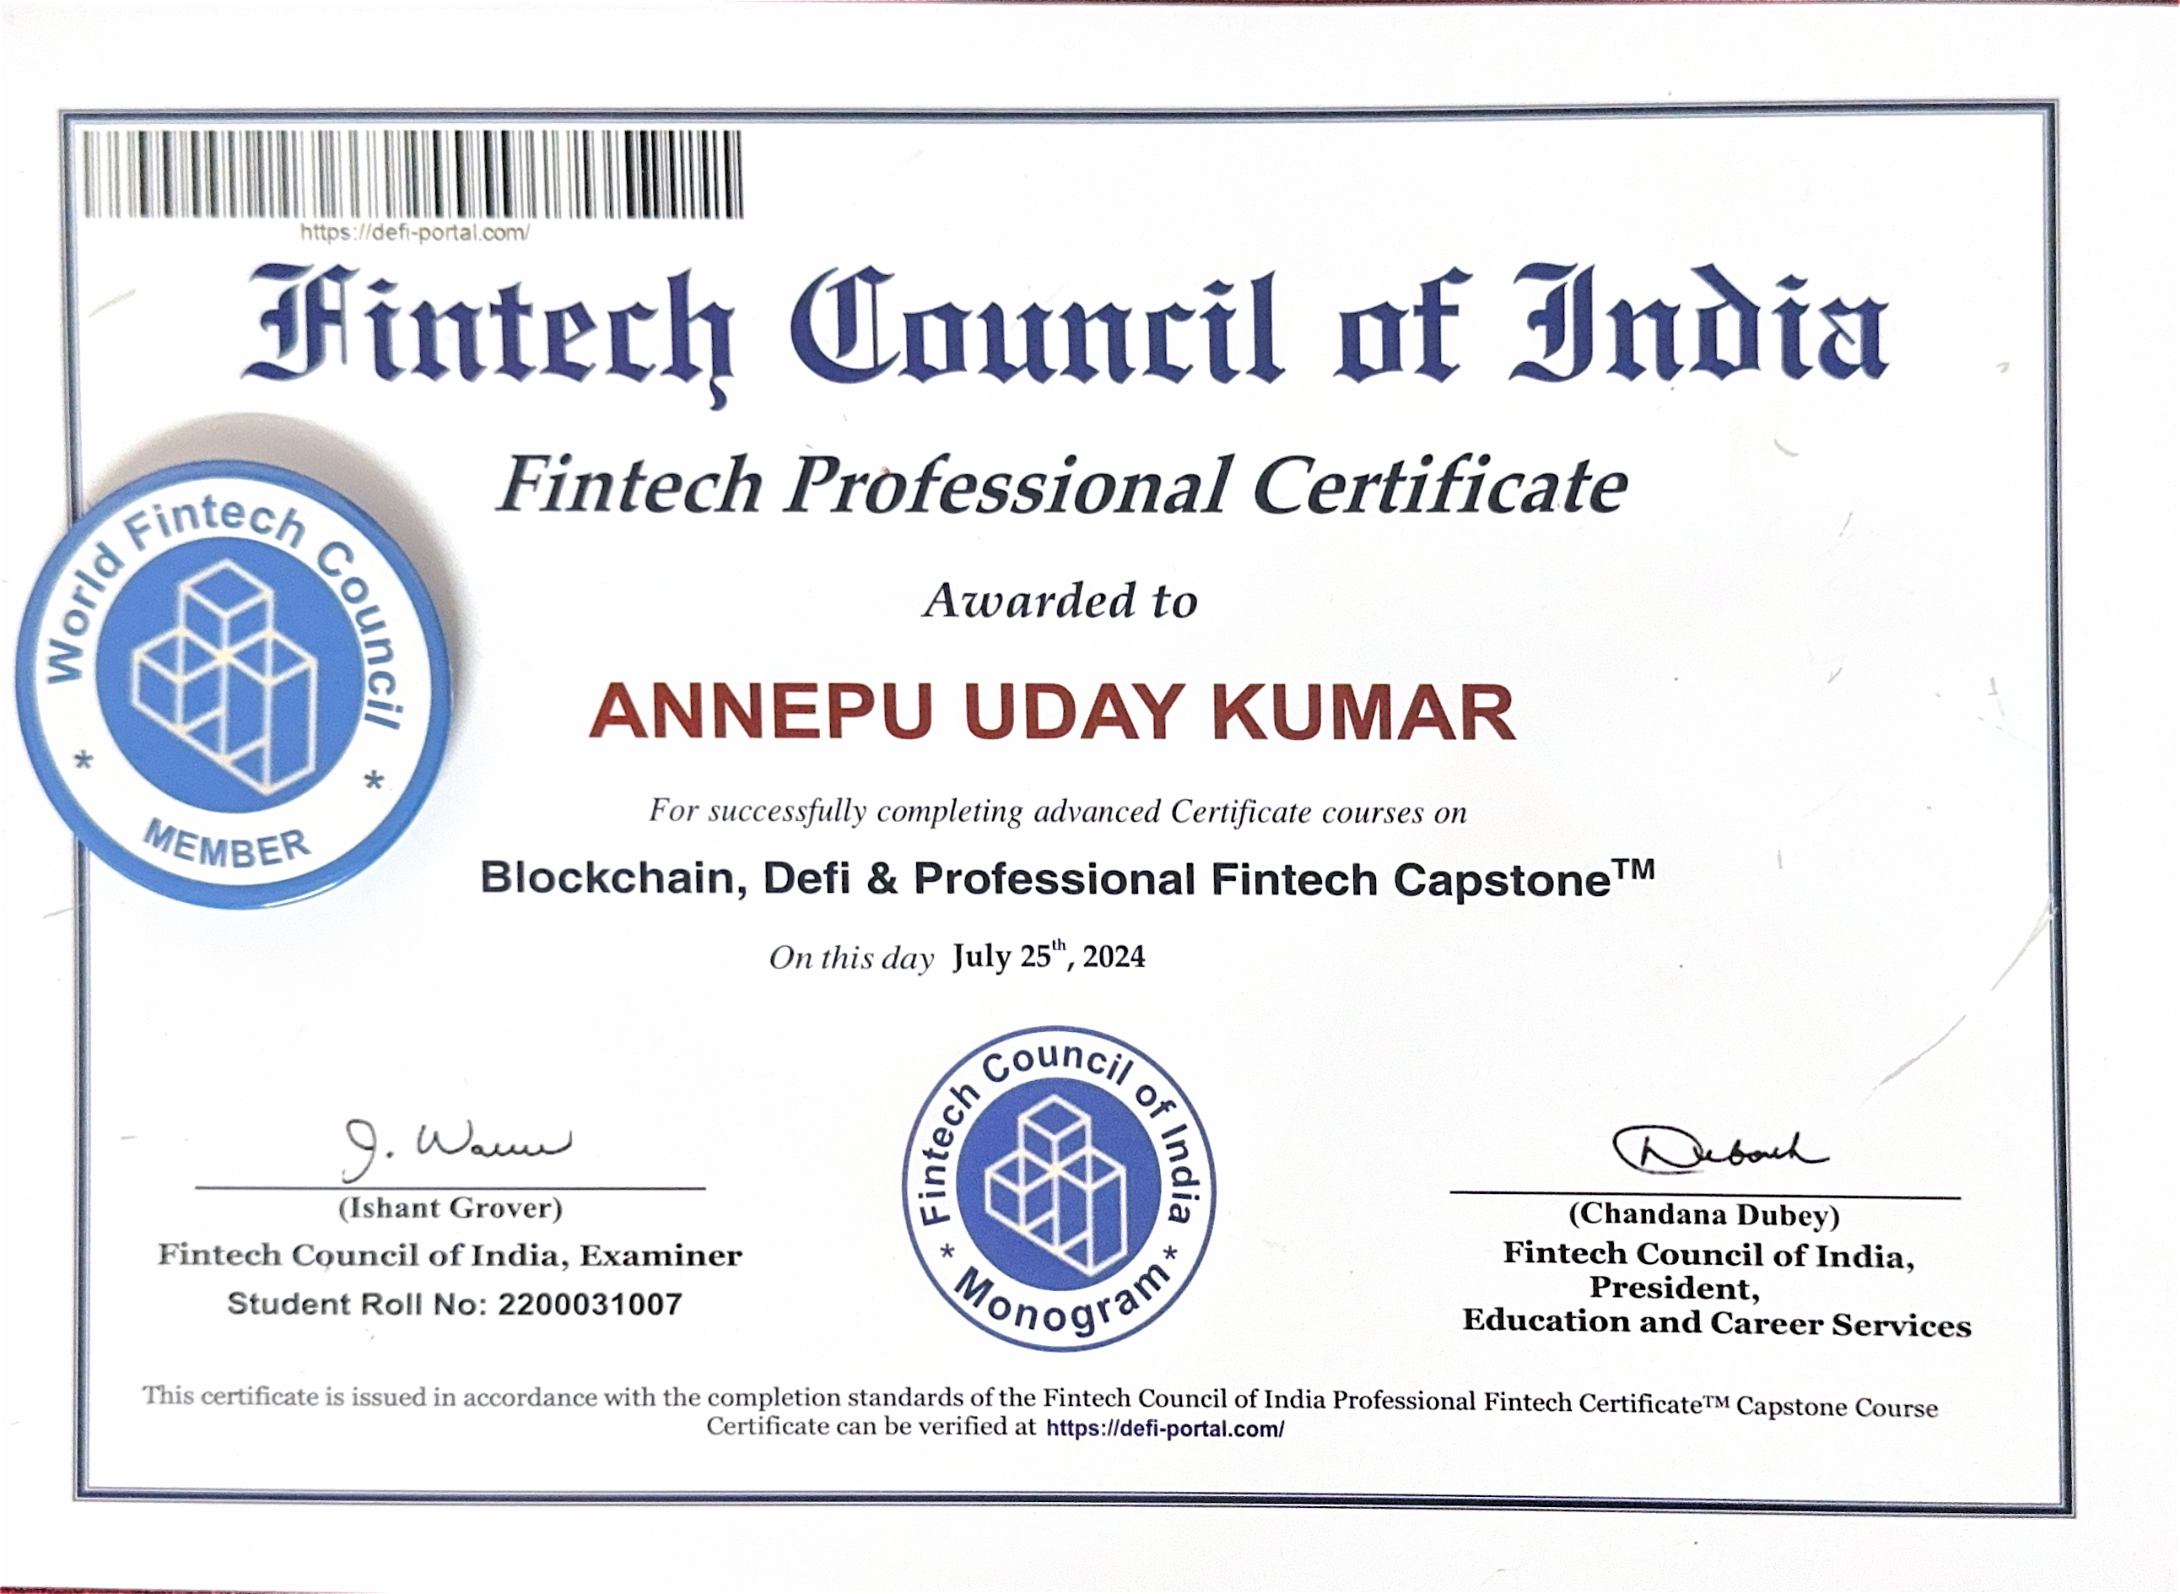 https://defi-portal.com/
Fintech Council of India
Fintech Professional Certificate
World Fintech Council
* MEMBER *
Awarded to
ANNEPU UDAY KUMAR
For successfully completing advanced Certificate courses on
Blockchain, Defi & Professional Fintech Capstone™
On this day July 25th, 2024
Fintech Council of India
* Monogram *
(Ishant Grover)
Fintech Council of India, Examiner
Student Roll No: 2200031007
(Chandana Dubey)
Fintech Council of India,
President,
Education and Career Services
This certificate is issued in accordance with the completion standards of the Fintech Council of India Professional Fintech Certificate™ Capstone Course
Certificate can be verified at https://defi-portal.com/